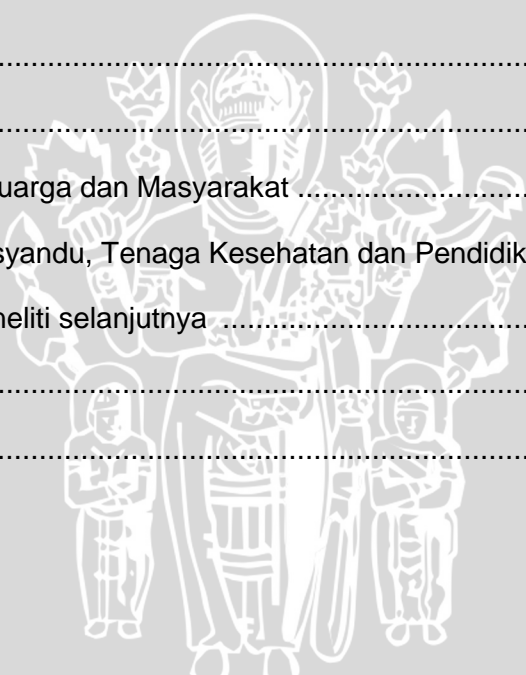 ................................................................
................................................................
uarga dan Masyarakat ............................
syandu, Tenaga Kesehatan dan Pendidik
neliti selanjutnya .....................................
................................................................
................................................................